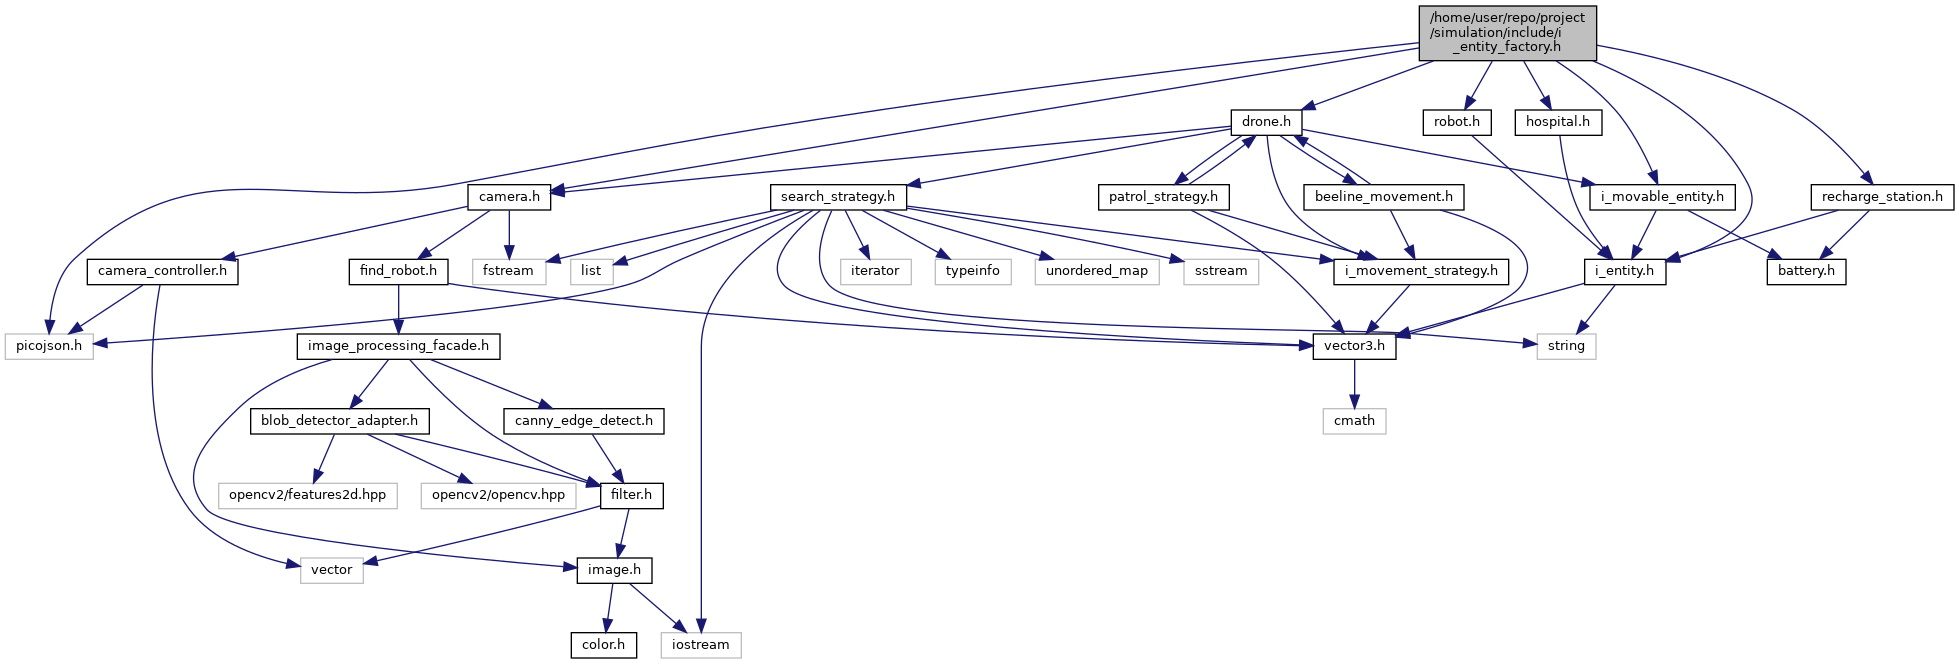 /home/user/repo/project
/simulation/include/i
_entity_factory.h
drone.h
robot.h
hospital.h
camera.h
search_strategy.h
patrol_strategy.h
beeline_movement.h
i_movable_entity.h
recharge_station.h
camera_controller.h
find_robot.h
fstream
list
iterator
typeinfo
unordered_map
sstream
i_movement_strategy.h
i_entity.h
battery.h
picojson.h
image_processing_facade.h
vector3.h
string
blob_detector_adapter.h
canny_edge_detect.h
cmath
opencv2/features2d.hpp
opencv2/opencv.hpp
filter.h
vector
image.h
color.h
iostream